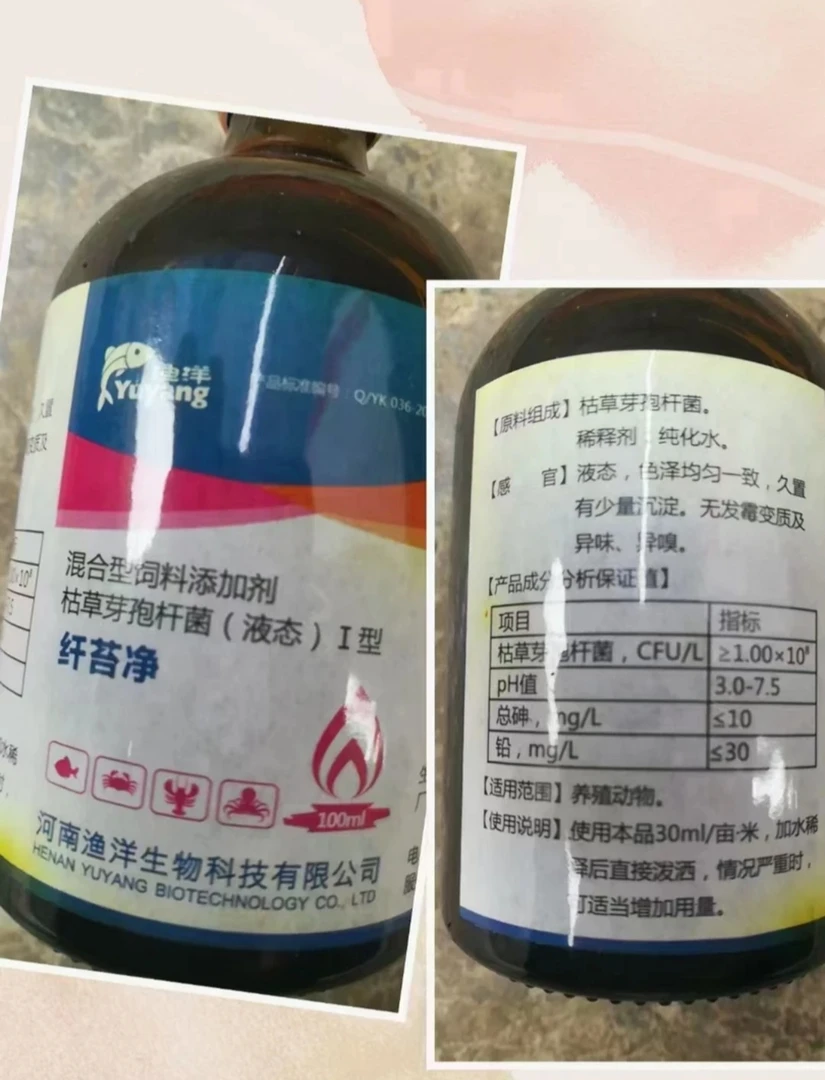 渔洋
Yuyang
产品标准编号：Q/YK 036-20
混合型饲料添加剂
枯草芽孢杆菌（液态）I型
纤苔净
100ml
河南渔洋生物科技有限公司
HENAN YUYANG BIOTECHNOLOGY CO., LTD
久置
质及
水稀
【原料组成】枯草芽孢杆菌。
稀释剂：纯化水。
【感 官】液态，色泽均匀一致，久置
有少量沉淀。无发霉变质及
异味、异嗅。
【产品成分分析保证值】
项目 指标
枯草芽孢杆菌，CFU/L ≥1.00×10⁸
pH值 3.0-7.5
总砷，mg/L ≤10
铅，mg/L ≤30
【适用范围】养殖动物。
【使用说明】使用本品30ml/亩·米，加水稀
释后直接泼洒，情况严重时，
可适当增加用量。